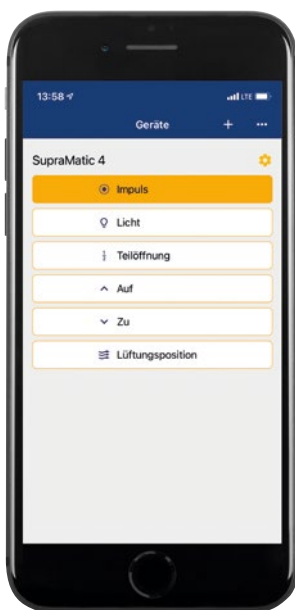 13:58 LTE
Geräte + ...
SupraMatic 4
Impuls
Licht
Teilöffnung
Auf
Zu
Lüftungsposition